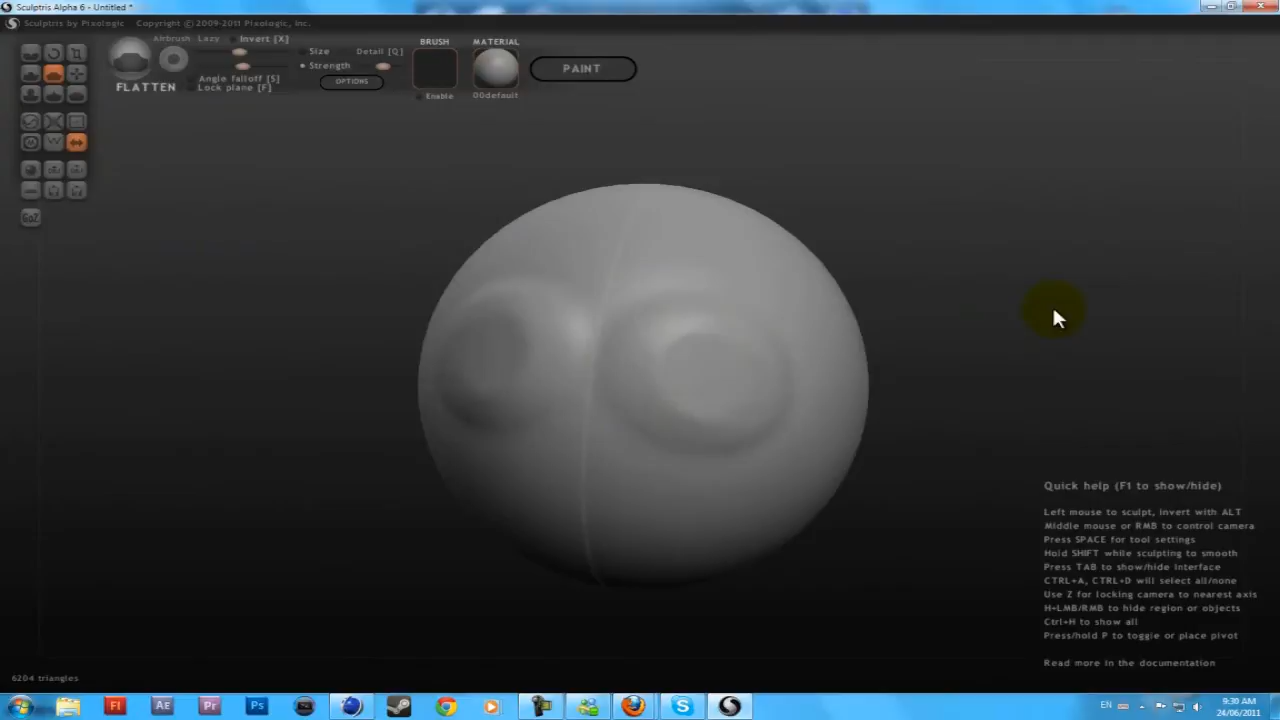 Sculptris Alpha 6 - Untitled *
Sculptris by Pixologic Copyright © 2009-2011 Pixologic, Inc.
Airbrush Lazy Invert [X]
Size Detail [Q]
Strength
Angle falloff [S]
Lock plane [F]
FLATTEN
OPTIONS
BRUSH
Enable
MATERIAL
00default
PAINT
GoZ
Quick help (F1 to show/hide)
Left mouse to sculpt, invert with ALT
Middle mouse or RMB to control camera
Press SPACE for tool settings
Hold SHIFT while sculpting to smooth
Press TAB to show/hide interface
CTRL+A, CTRL+D will select all/none
Use Z for locking camera to nearest axis
H+LMB/RMB to hide region or objects
Ctrl+H to show all
Press/hold P to toggle or place pivot
Read more in the documentation
6204 triangles
Fl Ae Pr Ps
EN
9:30 AM
24/06/2011